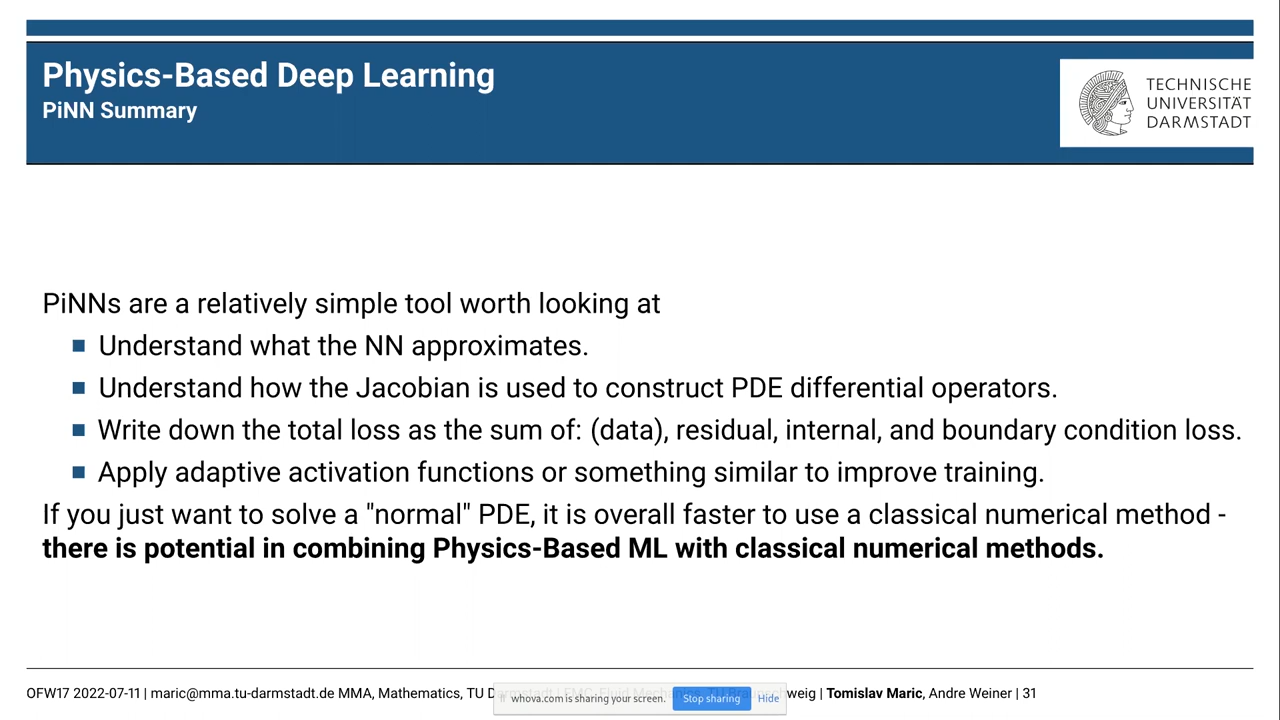 Physics-Based Deep Learning
PiNN Summary
TECHNISCHE
UNIVERSITÄT
DARMSTADT
PiNNs are a relatively simple tool worth looking at
Understand what the NN approximates.
Understand how the Jacobian is used to construct PDE differential operators.
Write down the total loss as the sum of: (data), residual, internal, and boundary condition loss.
Apply adaptive activation functions or something similar to improve training.
If you just want to solve a "normal" PDE, it is overall faster to use a classical numerical method -
there is potential in combining Physics-Based ML with classical numerical methods.
OFW17 2022-07-11 | maric@mma.tu-darmstadt.de MMA, Mathematics, TU | Tomislav Maric, Andre Weiner | 31
whova.com is sharing your screen. Stop sharing Hide